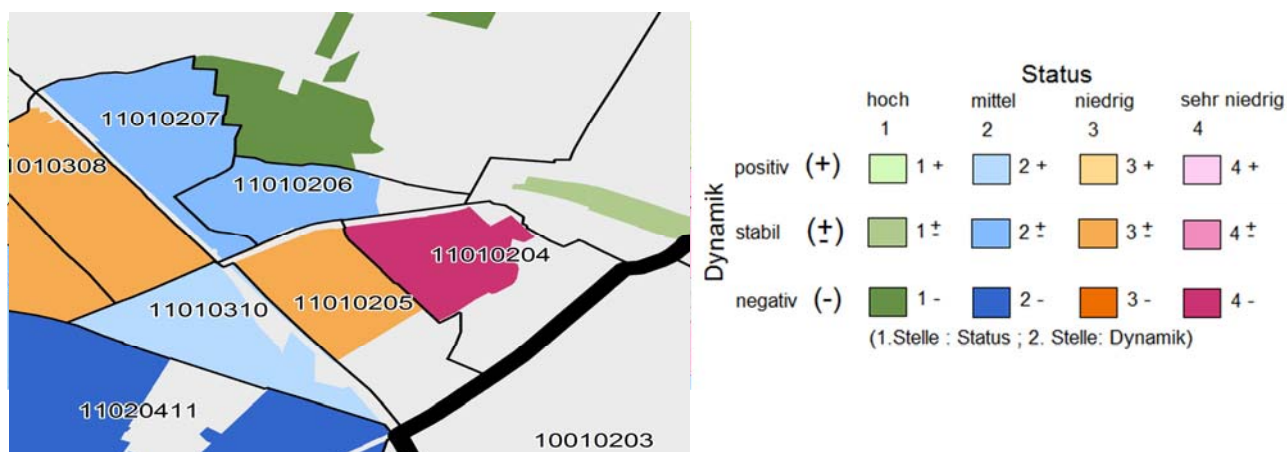 11010207
1010308
11010206
11010204
11010205
11010310
11020411
10010203
Status
hoch mittel niedrig sehr niedrig
1 2 3 4
Dynamik
positiv (+) 1 + 2 + 3 + 4 +
stabil (±) 1 ± 2 ± 3 ± 4 ±
negativ (-) 1 - 2 - 3 - 4 -
(1.Stelle : Status ; 2. Stelle: Dynamik)